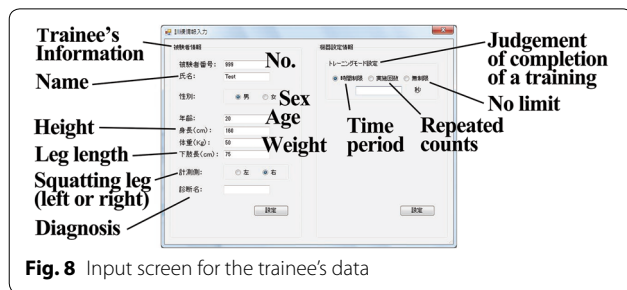 訓練情報入力
Trainee's
Information
被験者情報
被験者番号: 999
No.
Name
氏名: Test
性別: 男 女
Sex
年齢: 20
Age
Height
身長(cm): 160
体重(Kg): 50
Weight
Leg length
下肢長(cm): 75
Squatting leg
(left or right)
計測側: 左 右
Diagnosis
診断名:
設定
機器設定情報
トレーニングモード設定
時間制限 実施回数 無制限
秒
Judgement
of completion
of a training
No limit
Time
period
Repeated
counts
設定
Fig. 8 Input screen for the trainee's data